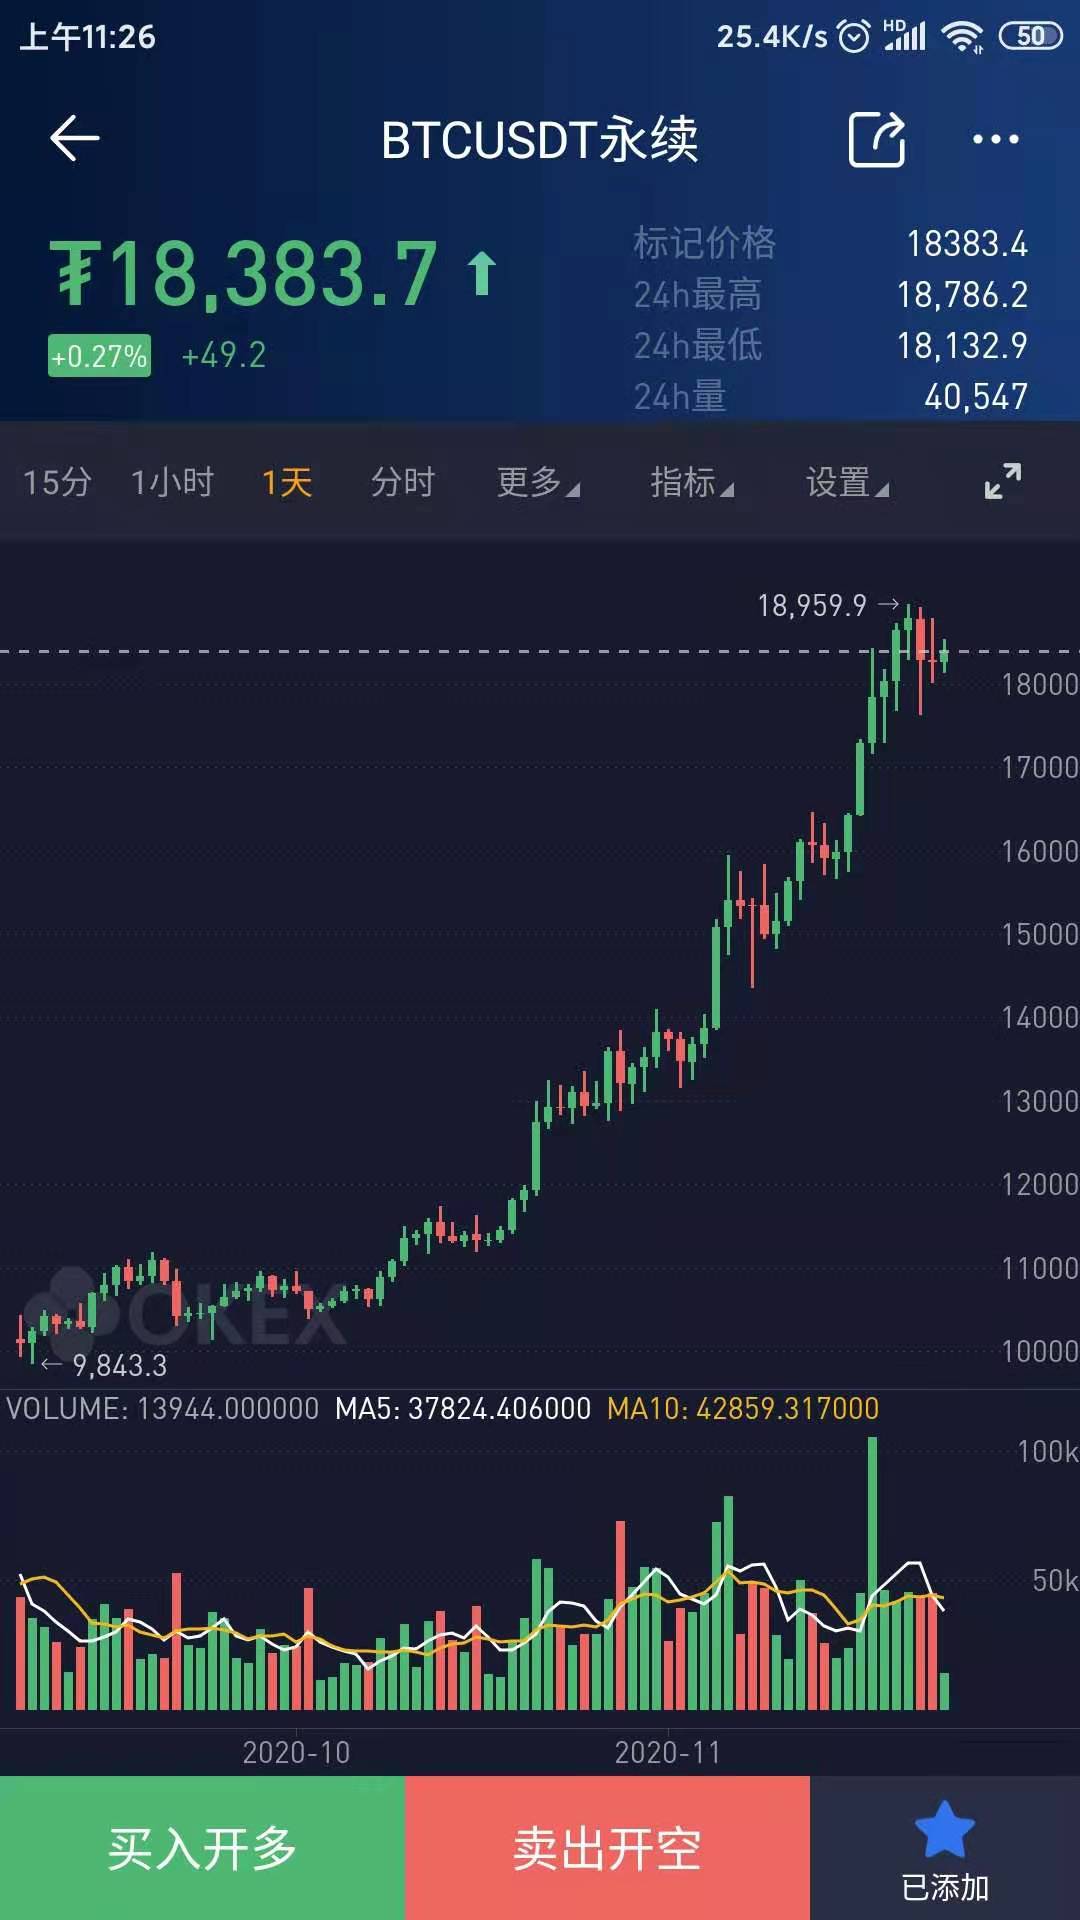 上午11:26
25.4K/s HD 50
BTCUSDT永续
₮18,383.7
+0.27% +49.2
标记价格 18383.4
24h最高 18,786.2
24h最低 18,132.9
24h量 40,547
15分 1小时 1天 分时 更多 指标 设置
18,959.9
18000
17000
16000
15000
14000
13000
12000
11000
10000
OKEX
9,843.3
VOLUME: 13944.000000 MA5: 37824.406000 MA10: 42859.317000
100k
50k
2020-10 2020-11
买入开多 卖出开空 已添加